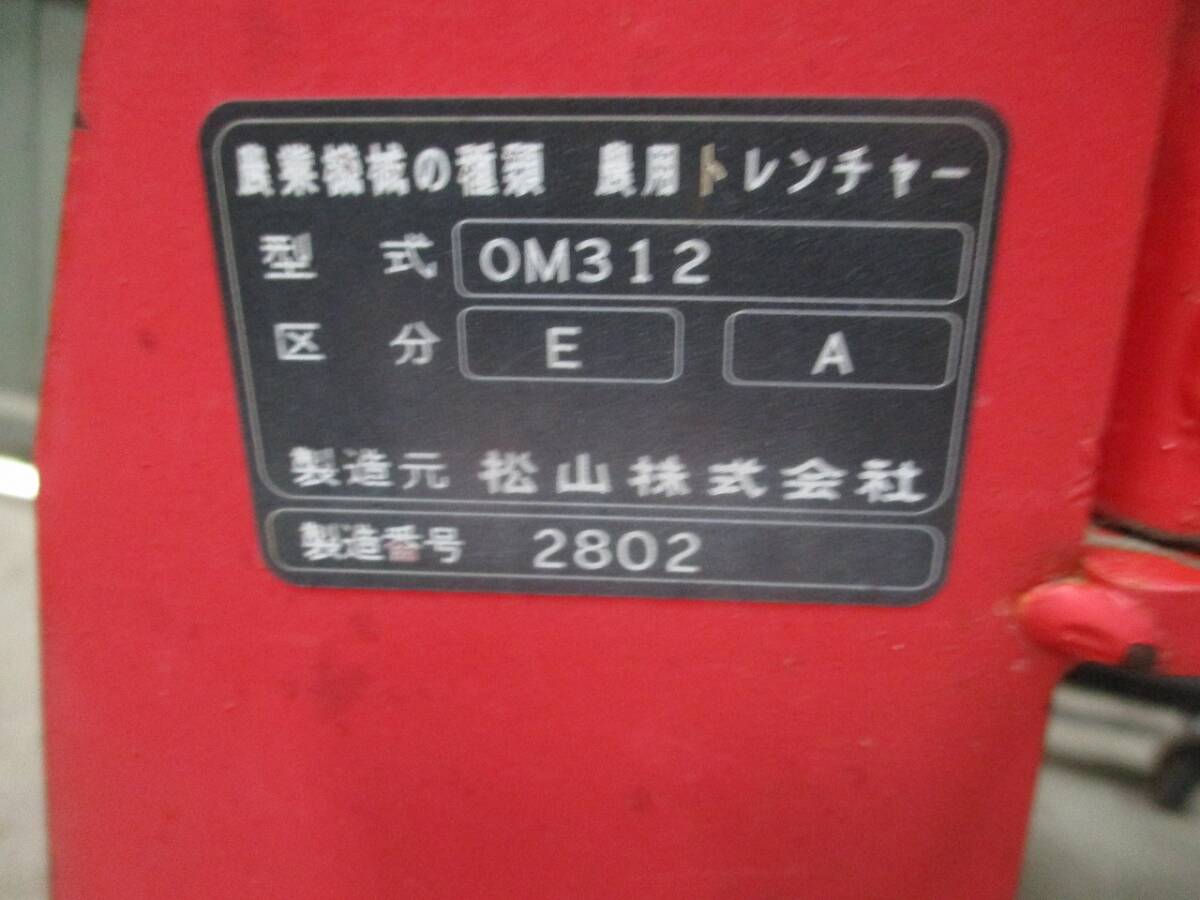 農業機械の種類 農用トレンチャー
型式 OM312
区分 E A
製造元 松山株式会社
製造番号 2802